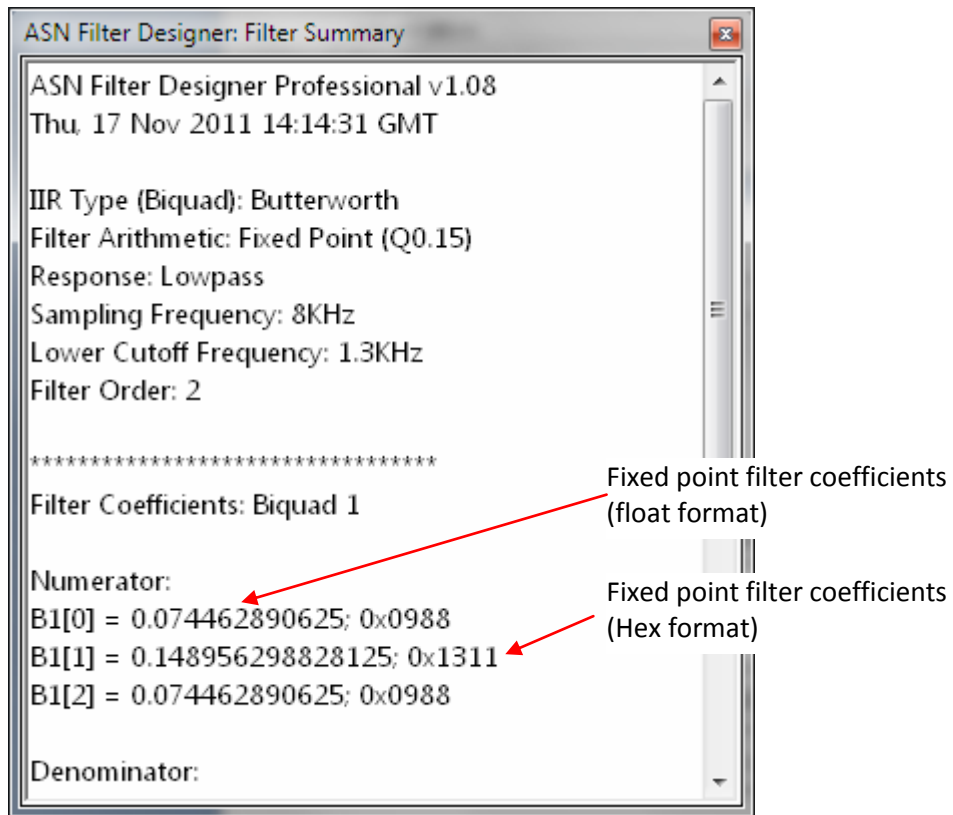 ASN Filter Designer: Filter Summary
ASN Filter Designer Professional v1.08
Thu, 17 Nov 2011 14:14:31 GMT
IIR Type (Biquad): Butterworth
Filter Arithmetic: Fixed Point (Q0.15)
Response: Lowpass
Sampling Frequency: 8KHz
Lower Cutoff Frequency: 1.3KHz
Filter Order: 2
**********************************
Filter Coefficients: Biquad 1
Numerator:
B1[0] = 0.074462890625; 0x0988
B1[1] = 0.148956298828125; 0x1311
B1[2] = 0.074462890625; 0x0988
Denominator:
Fixed point filter coefficients
(float format)
Fixed point filter coefficients
(Hex format)